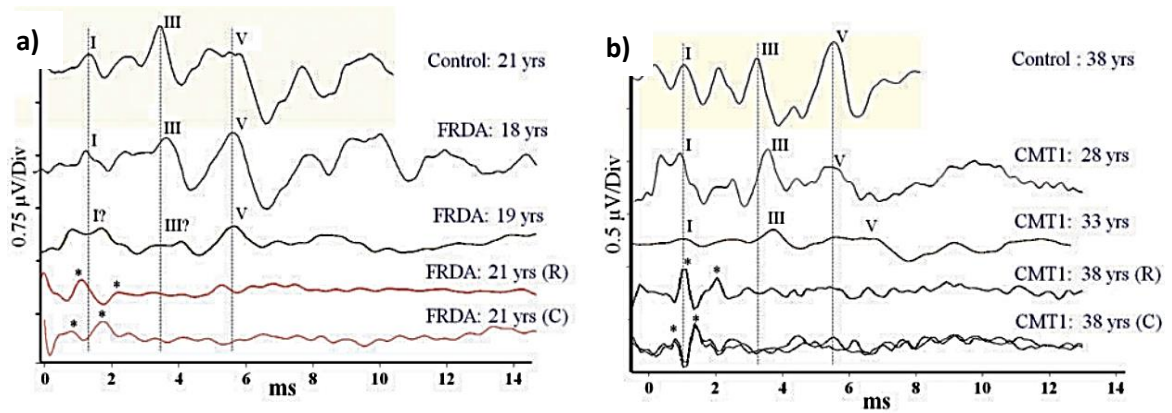 a)
I
III
V
Control: 21 yrs
I
III
V
FRDA: 18 yrs
I?
III?
V
FRDA: 19 yrs
*
*
FRDA: 21 yrs (R)
*
*
FRDA: 21 yrs (C)
0.75 µV/Div
0 2 4 6 8 10 12 14
ms
b)
I
III
V
Control : 38 yrs
I
III
V
CMT1: 28 yrs
I
III
V
CMT1: 33 yrs
*
*
CMT1: 38 yrs (R)
*
*
CMT1: 38 yrs (C)
0.5 µV/Div
0 2 4 6 8 10 12 14
ms